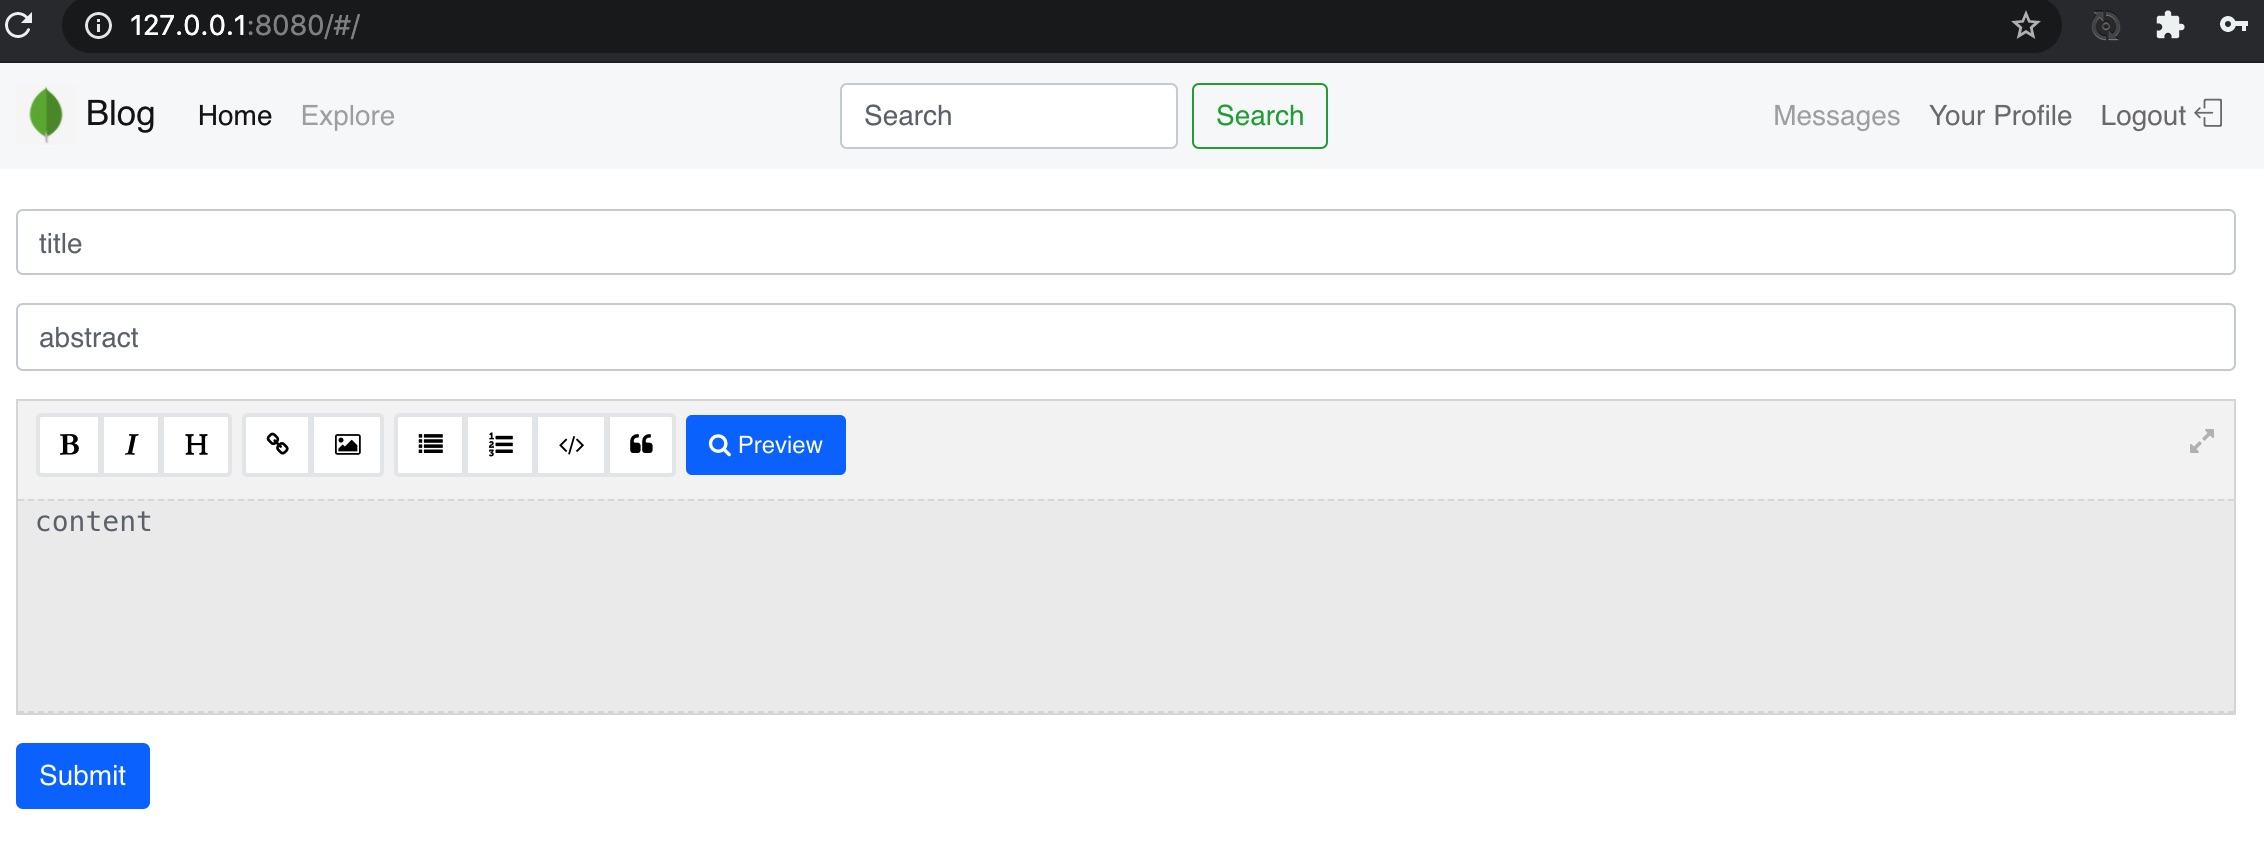 127.0.0.1:8080/#/
Blog Home Explore Search Search Messages Your Profile Logout
title
abstract
B I H </> Preview
content
Submit